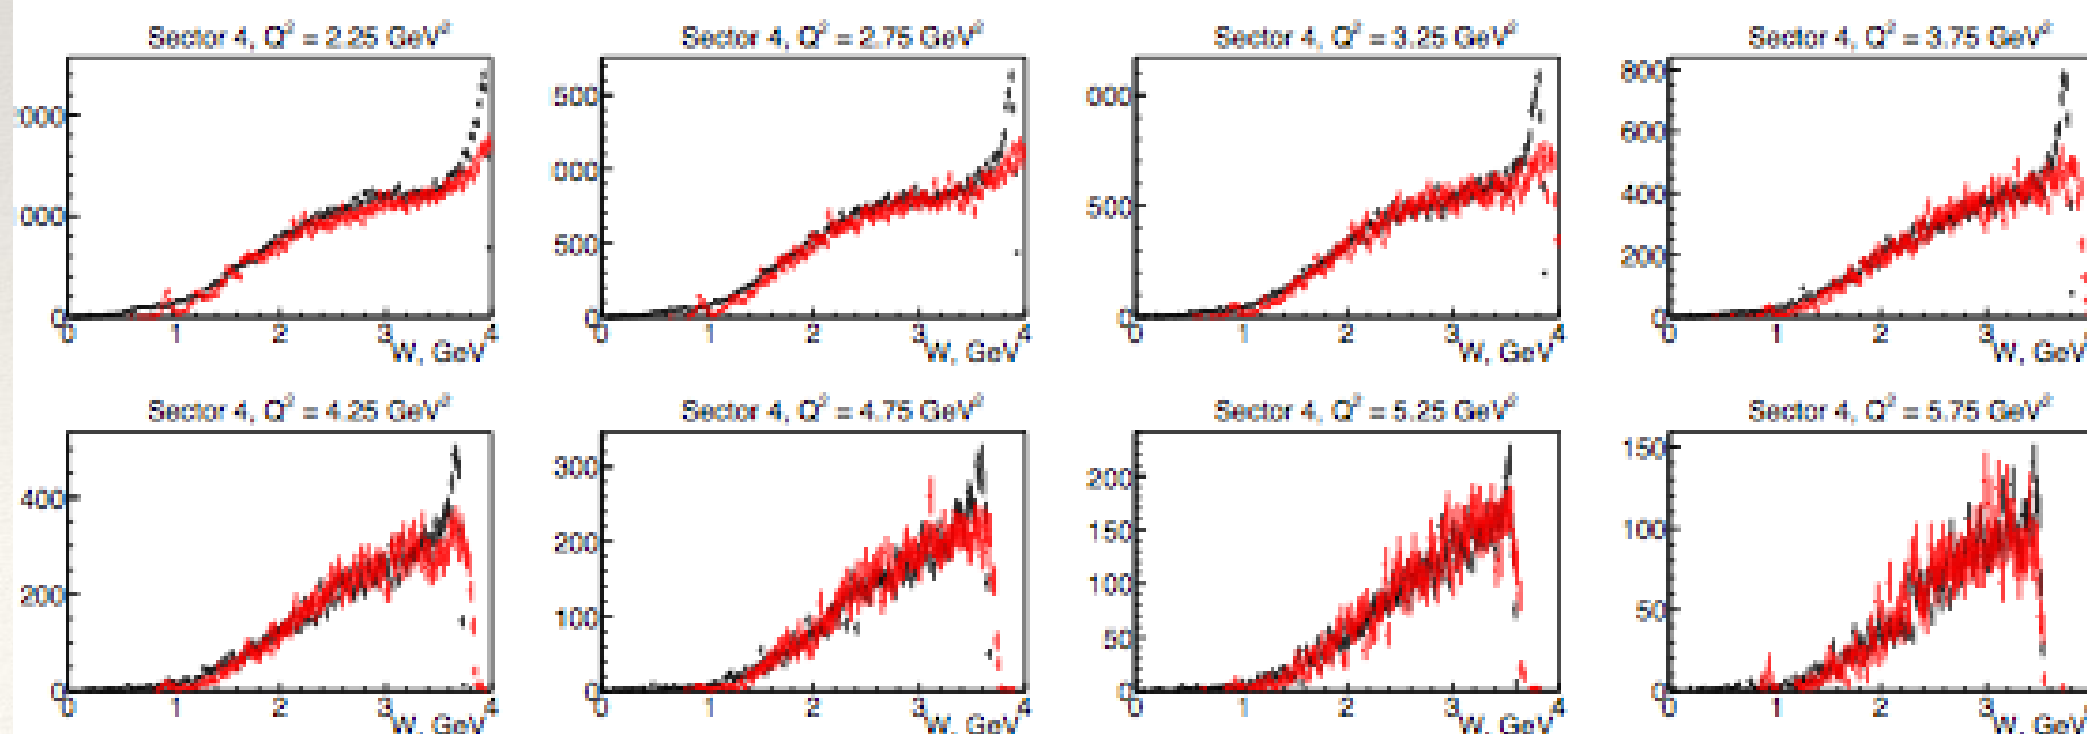 Sector 4, Q² = 2.25 GeV²
Sector 4, Q² = 2.75 GeV²
Sector 4, Q² = 3.25 GeV²
Sector 4, Q² = 3.75 GeV²
000
000
0
0 1 2 3 4
W, GeV
500
000
500
0
0 1 2 3 4
W, GeV
000
500
0
0 1 2 3 4
W, GeV
800
600
400
200
0
0 1 2 3
W, GeV
Sector 4, Q² = 4.25 GeV²
Sector 4, Q² = 4.75 GeV²
Sector 4, Q² = 5.25 GeV²
Sector 4, Q² = 5.75 GeV²
400
200
0
0 1 2 3 4
W, GeV
300
200
100
0
0 1 2 3 4
W, GeV
200
150
100
50
0
0 1 2 3 4
W, GeV
150
100
50
0
0 1 2 3
W, GeV